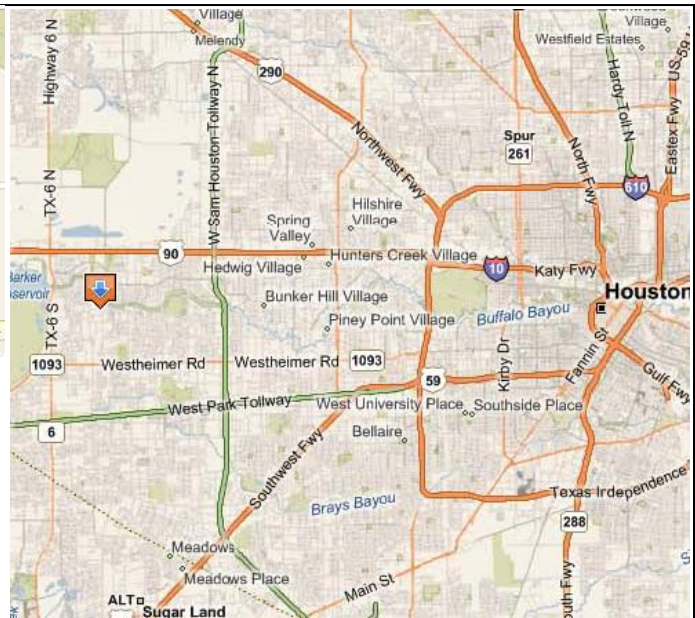 Village
Village
Melendy
Westfield Estates
Highway 6 N
290
W Sam Houston Tollway N
Hardy Toll N
Eastex Fwy
US-59
Northwest Fwy
Spur
261
North Fwy
610
TX-6 N
Hilshire
Village
Spring
Valley
90
Hunters Creek Village
Hedwig Village
10
Katy Fwy
Houston
Bunker Hill Village
Buffalo Bayou
Piney Point Village
TX-6 S
1093
Westheimer Rd
Westheimer Rd
1093
Kirby Dr
Fannin St
Gulf Fwy
59
West Park Tollway
West University Place
Southside Place
6
Bellaire
Southwest Fwy
Brays Bayou
Texas Independence
288
Meadows
Meadows Place
Main St
ALT
Sugar Land